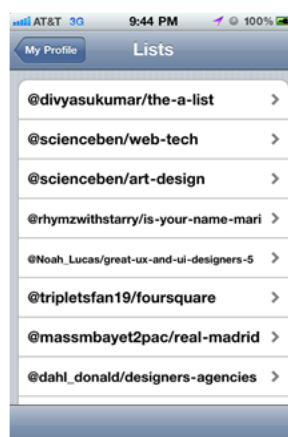 AT&T 3G 9:44 PM 100%
My Profile Lists
@divyasukumar/the-a-list
@scienceben/web-tech
@scienceben/art-design
@rhymzwithstarry/is-your-name-mari
@Noah_Lucas/great-ux-and-ui-designers-5
@tripletsfan19/foursquare
@massmbayet2pac/real-madrid
@dahl_donald/designers-agencies